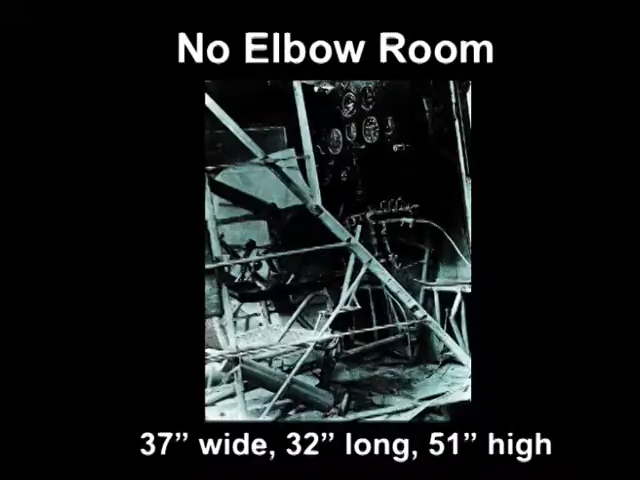 No Elbow Room
37” wide, 32” long, 51” high